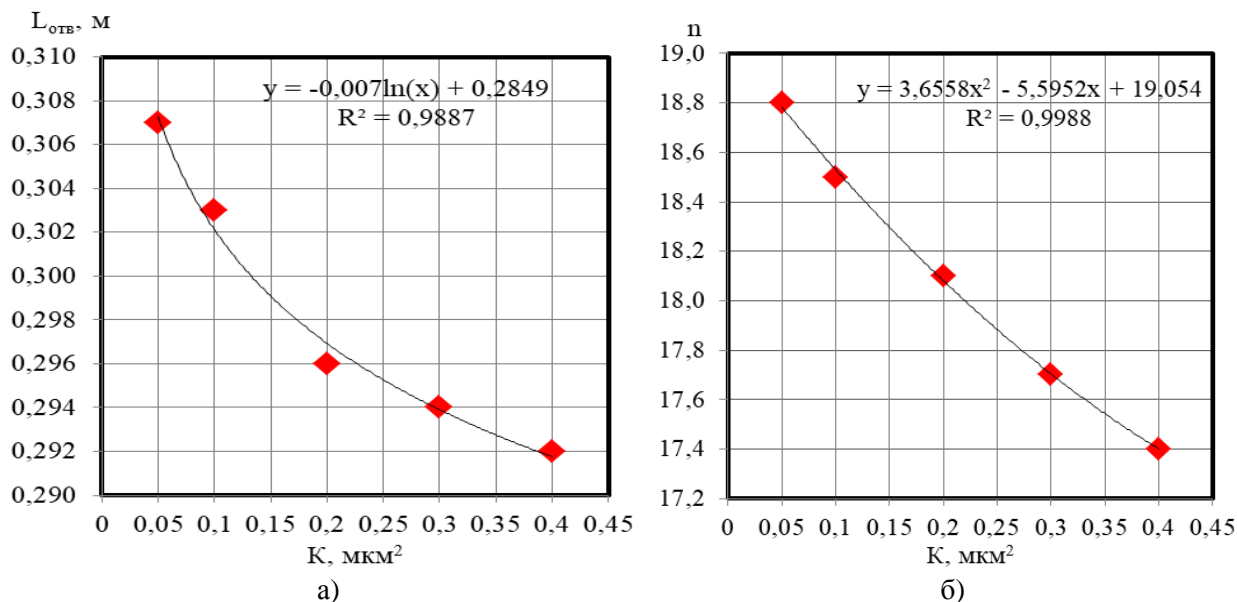 L_отв, м
0,310
0,308
0,306
0,304
0,302
0,300
0,298
0,296
0,294
0,292
0,290
y = -0,007ln(x) + 0,2849
R² = 0,9887
0 0,05 0,1 0,15 0,2 0,25 0,3 0,35 0,4 0,45
К, мкм²
а)
n
19,0
18,8
18,6
18,4
18,2
18,0
17,8
17,6
17,4
17,2
y = 3,6558x² - 5,5952x + 19,054
R² = 0,9988
0 0,05 0,1 0,15 0,2 0,25 0,3 0,35 0,4 0,45
К, мкм²
б)